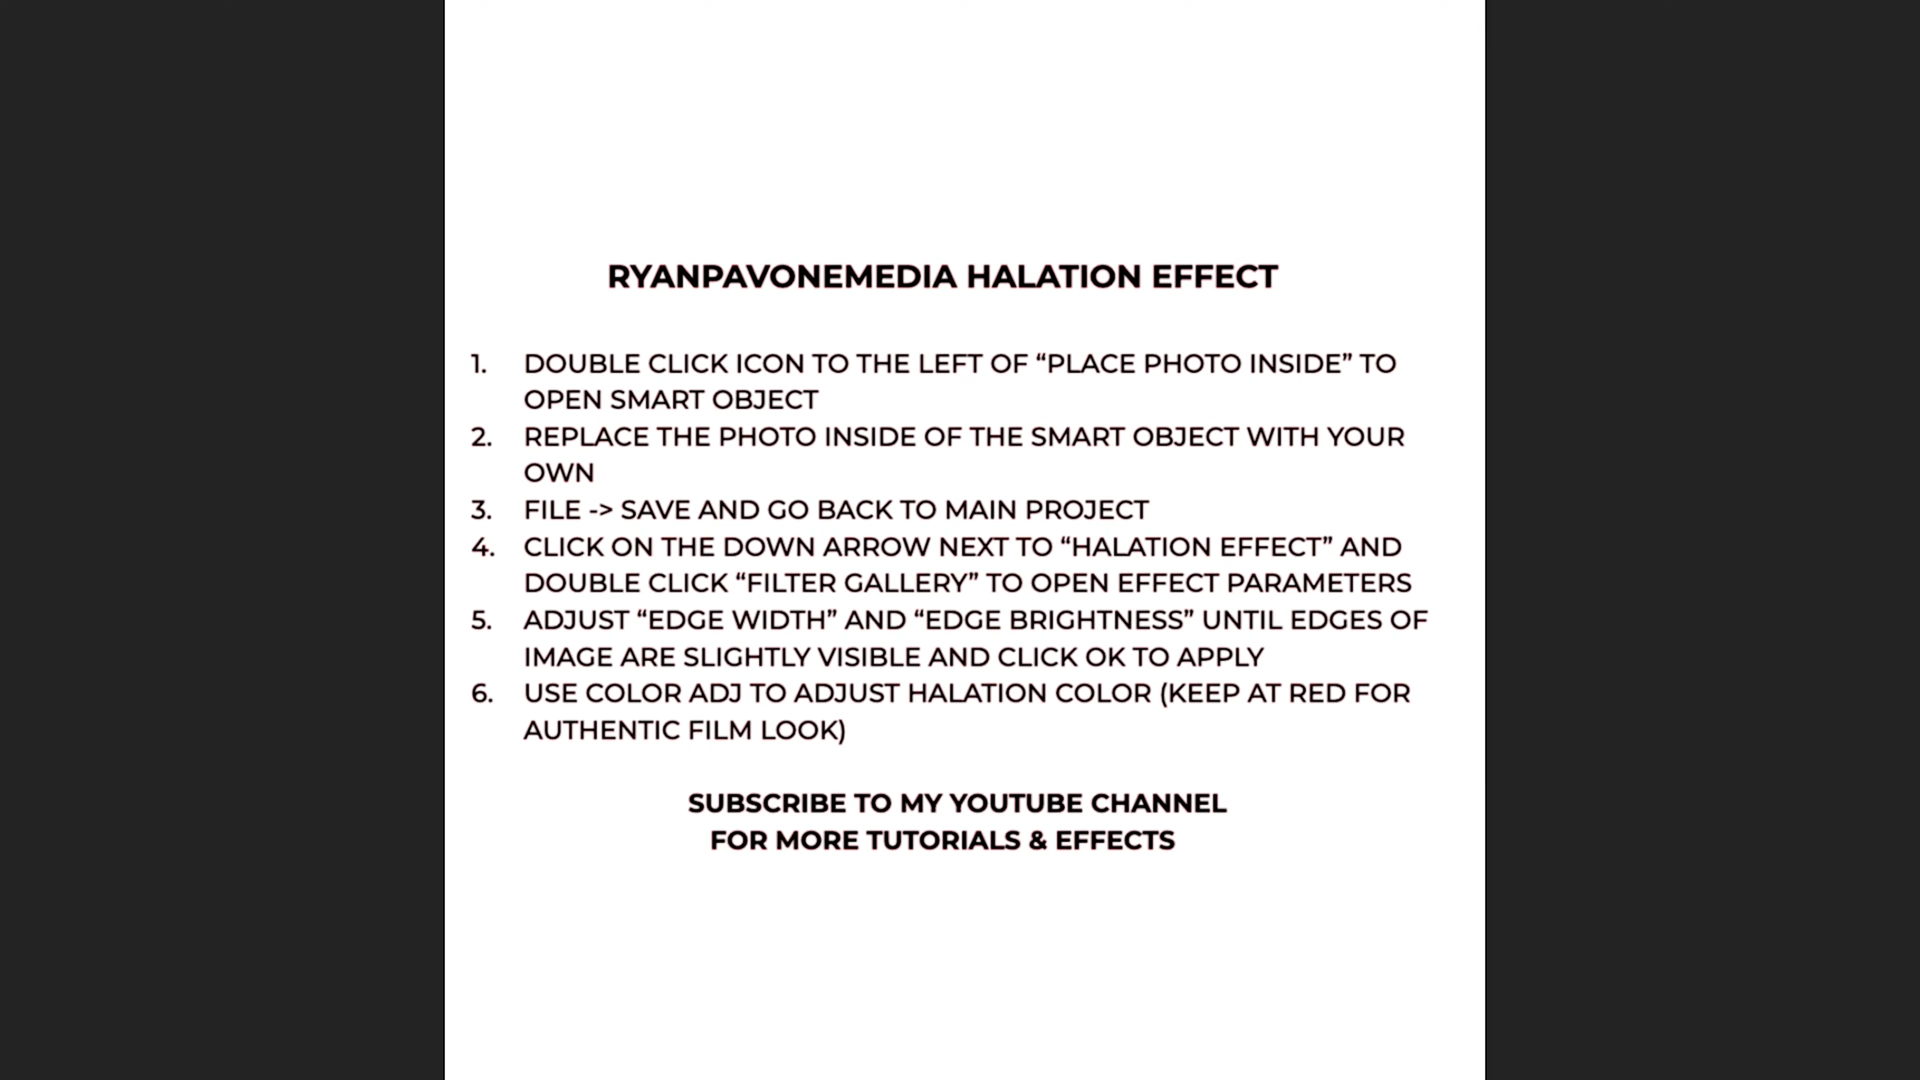 RYANPAVONEMEDIA HALATION EFFECT
1. DOUBLE CLICK ICON TO THE LEFT OF “PLACE PHOTO INSIDE” TO
OPEN SMART OBJECT
2. REPLACE THE PHOTO INSIDE OF THE SMART OBJECT WITH YOUR
OWN
3. FILE -> SAVE AND GO BACK TO MAIN PROJECT
4. CLICK ON THE DOWN ARROW NEXT TO “HALATION EFFECT” AND
DOUBLE CLICK “FILTER GALLERY” TO OPEN EFFECT PARAMETERS
5. ADJUST “EDGE WIDTH” AND “EDGE BRIGHTNESS” UNTIL EDGES OF
IMAGE ARE SLIGHTLY VISIBLE AND CLICK OK TO APPLY
6. USE COLOR ADJ TO ADJUST HALATION COLOR (KEEP AT RED FOR
AUTHENTIC FILM LOOK)
SUBSCRIBE TO MY YOUTUBE CHANNEL
FOR MORE TUTORIALS & EFFECTS